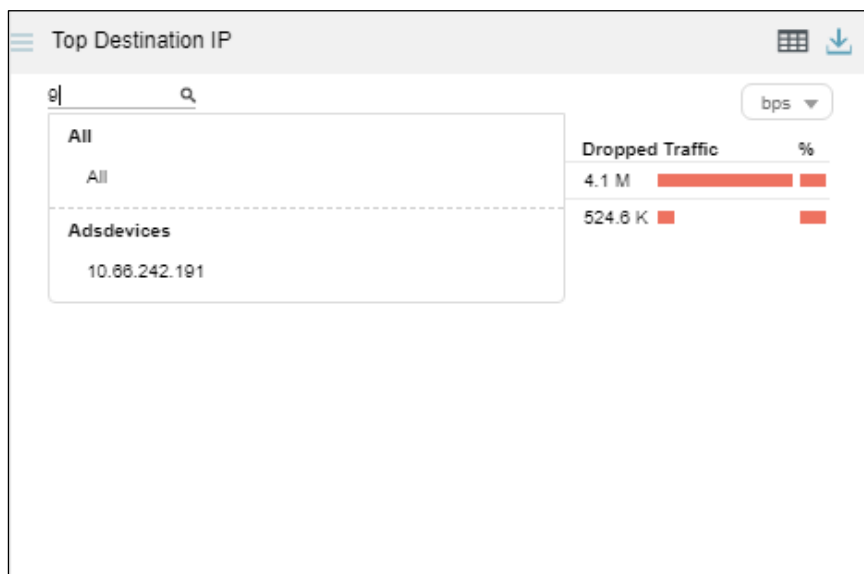 Top Destination IP
9
bps
All
All
Adsdevices
10.66.242.191
Dropped Traffic %
4.1 M
524.6 K